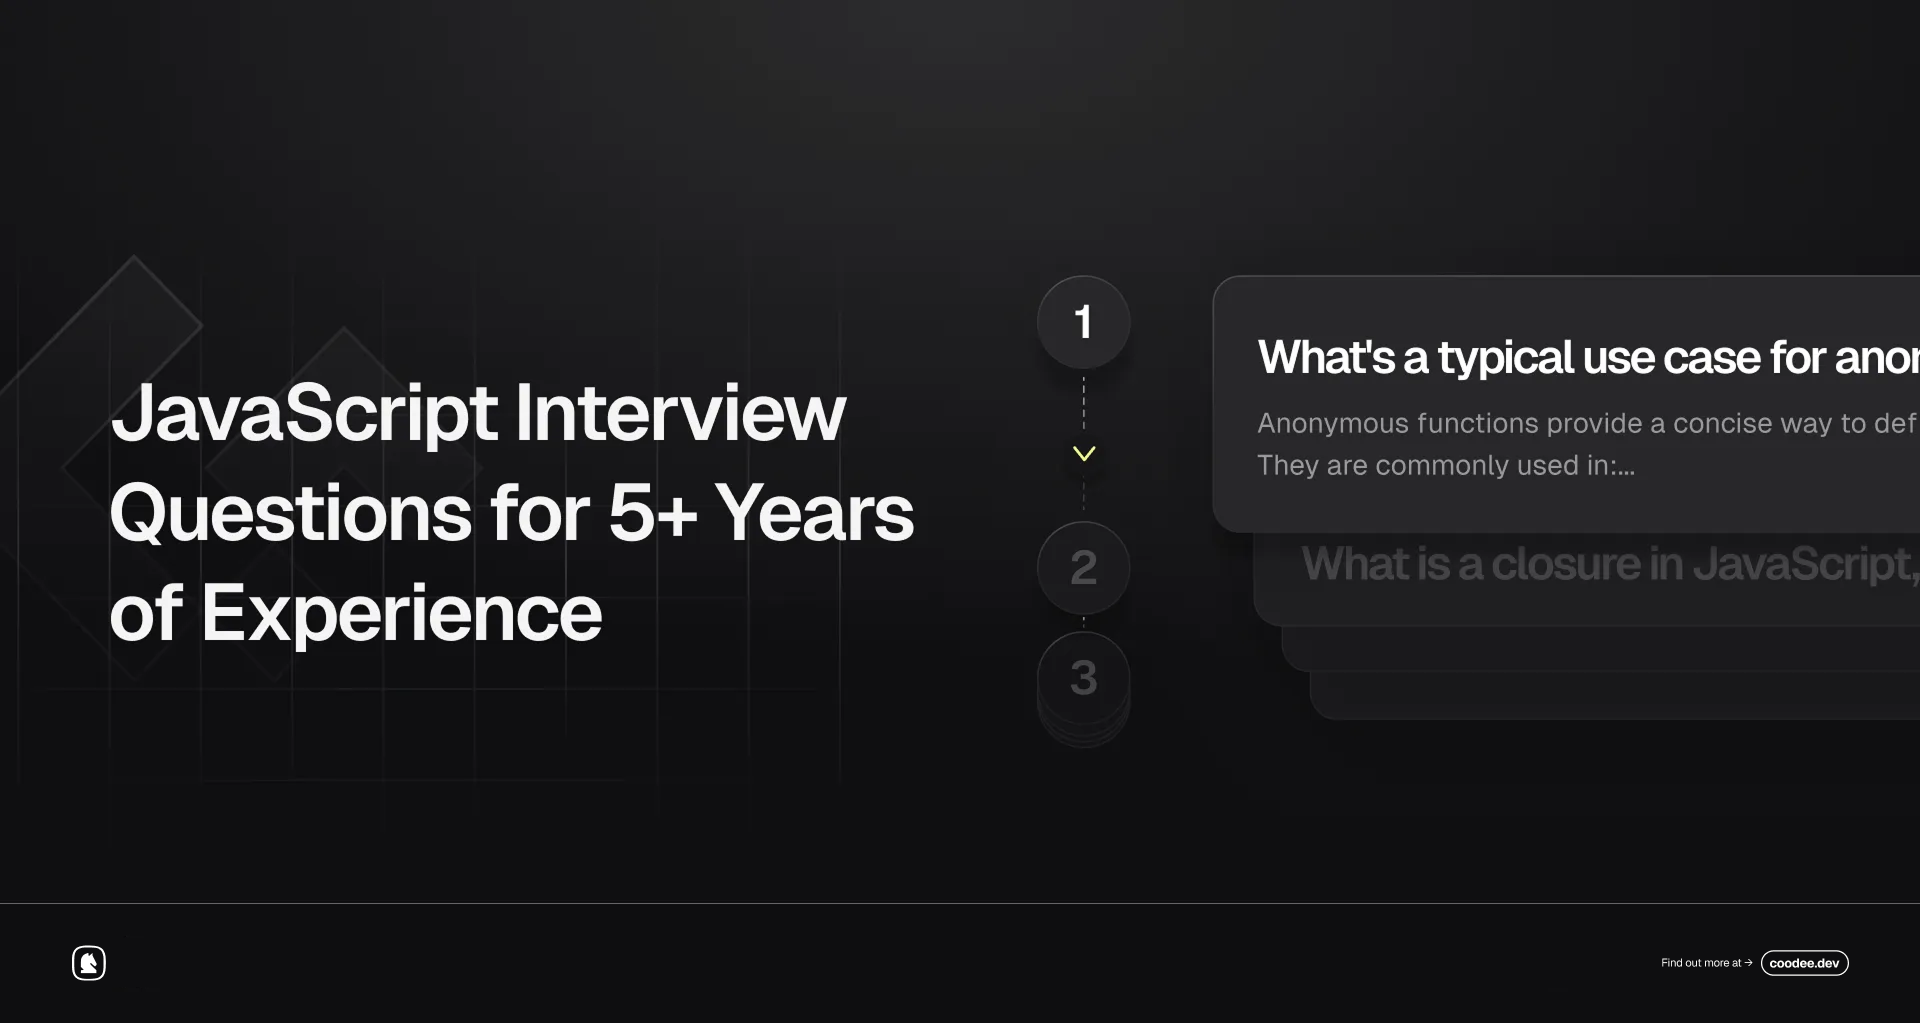 JavaScript Interview
Questions for 5+ Years
of Experience
1
What's a typical use case for
Anonymous functions provide a concise way to
They are commonly used in:...
2
What is a closure in JavaScript,
3
Find out more at → coodee.dev